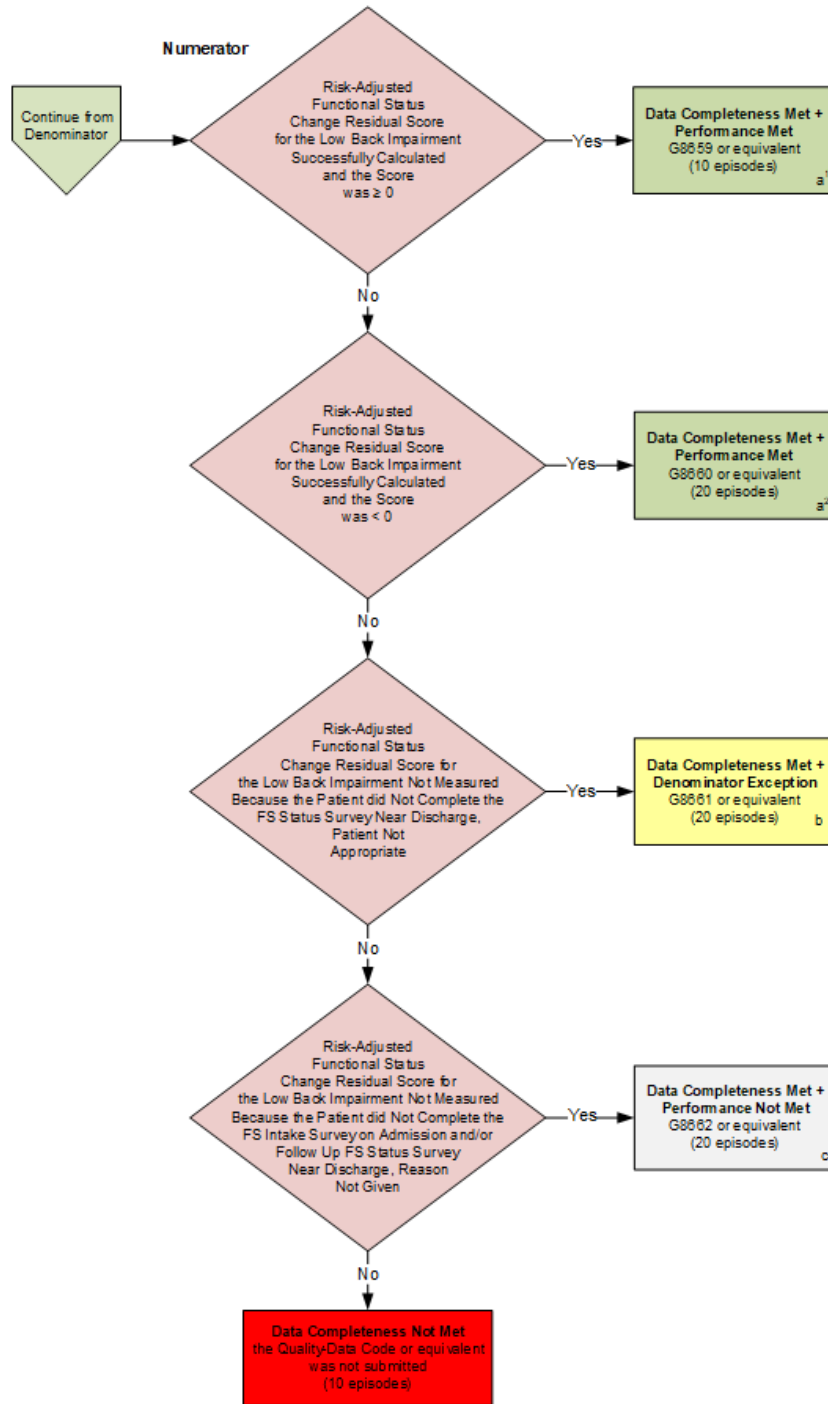 Numerator
Continue from
Denominator
Risk-Adjusted
Functional Status
Change Residual Score
for the Low Back Impairment
Successfully Calculated
and the Score
was ≥ 0
Yes
Data Completeness Met +
Performance Met
G8659 or equivalent
(10 episodes)
a¹
No
Risk-Adjusted
Functional Status
Change Residual Score
for the Low Back Impairment
Successfully Calculated
and the Score
was < 0
Yes
Data Completeness Met +
Performance Met
G8660 or equivalent
(20 episodes)
a²
No
Risk-Adjusted
Functional Status
Change Residual Score for
the Low Back Impairment Not Measured
Because the Patient did Not Complete the
FS Status Survey Near Discharge,
Patient Not
Appropriate
Yes
Data Completeness Met +
Denominator Exception
G8661 or equivalent
(20 episodes)
b
No
Risk-Adjusted
Functional Status
Change Residual Score for
the Low Back Impairment Not Measured
Because the Patient did Not Complete the
FS Intake Survey on Admission and/or
Follow Up FS Status Survey
Near Discharge, Reason
Not Given
Yes
Data Completeness Met +
Performance Not Met
G8662 or equivalent
(20 episodes)
c
No
Data Completeness Not Met
the Quality-Data Code or equivalent
was not submitted
(10 episodes)